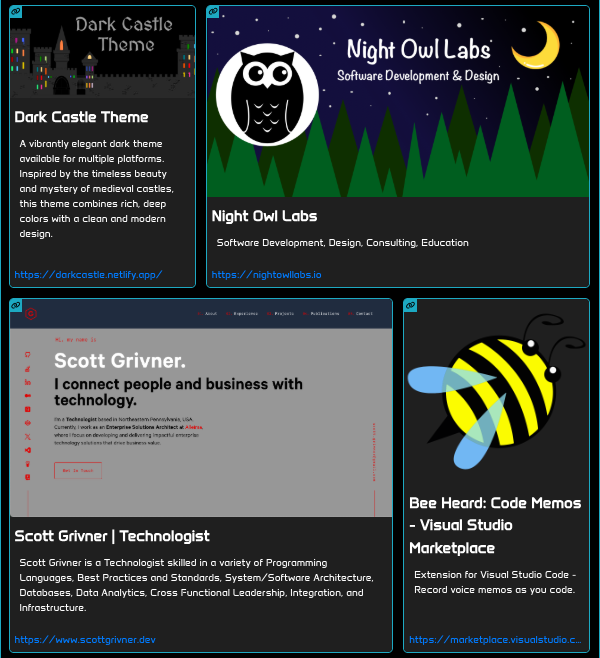 Dark Castle
Theme
Dark Castle Theme
A vibrantly elegant dark theme
available for multiple platforms.
Inspired by the timeless beauty
and mystery of medieval castles,
this theme combines rich, deep
colors with a clean and modern
design.
https://darkcastle.netlify.app/
Night Owl Labs
Software Development & Design
Night Owl Labs
Software Development, Design, Consulting, Education
https://nightowllabs.io
About Experience Projects Publications Contact
Hi, my name is
Scott Grivner.
I connect people and business with
technology.
I'm a Technologist based in Northeastern Pennsylvania, USA.
Currently, I work as an Enterprise Solutions Architect at
where I focus on developing and delivering impactful enterprise
technology solutions that drive business value.
Scott Grivner | Technologist
Scott Grivner is a Technologist skilled in a variety of Programming
Languages, Best Practices and Standards, System/Software Architecture,
Databases, Data Analytics, Cross Functional Leadership, Integration, and
Infrastructure.
https://www.scottgrivner.dev
Bee Heard: Code Memos
- Visual Studio
Marketplace
Extension for Visual Studio Code -
Record voice memos as you code.
https://marketplace.visualstudio.c...